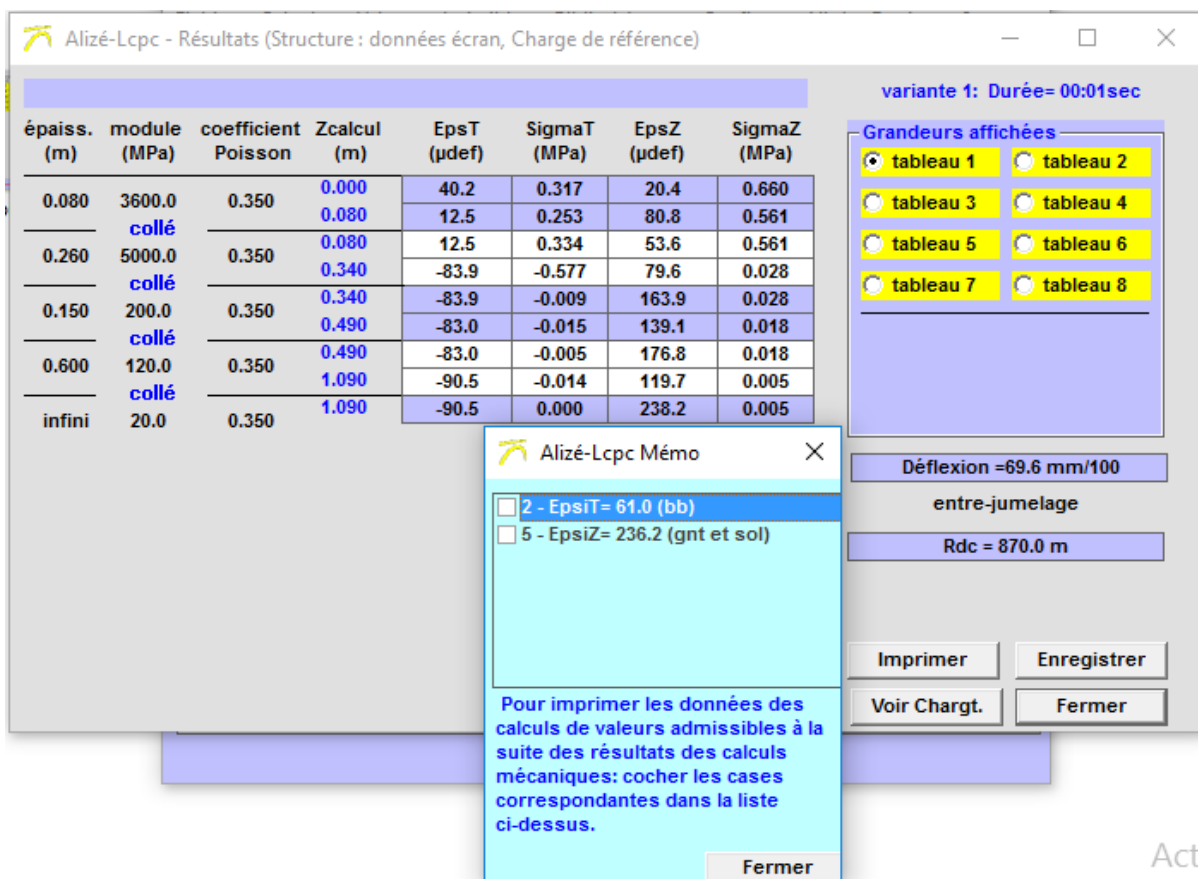 Alizé-Lcpc - Résultats (Structure : données écran, Charge de référence)
variante 1: Durée= 00:01sec
épaiss. module coefficient Zcalcul EpsT SigmaT EpsZ SigmaZ
(m) (MPa) Poisson (m) (µdef) (MPa) (µdef) (MPa)
0.000 40.2 0.317 20.4 0.660
0.080 3600.0 0.350
0.080 12.5 0.253 80.8 0.561
collé
0.080 12.5 0.334 53.6 0.561
0.260 5000.0 0.350
0.340 -83.9 -0.577 79.6 0.028
collé
0.340 -83.9 -0.009 163.9 0.028
0.150 200.0 0.350
0.490 -83.0 -0.015 139.1 0.018
collé
0.490 -83.0 -0.005 176.8 0.018
0.600 120.0 0.350
1.090 -90.5 -0.014 119.7 0.005
collé
1.090 -90.5 0.000 238.2 0.005
infini 20.0 0.350
Grandeurs affichées
tableau 1 tableau 2
tableau 3 tableau 4
tableau 5 tableau 6
tableau 7 tableau 8
Déflexion =69.6 mm/100
entre-jumelage
Rdc = 870.0 m
Imprimer Enregistrer
Voir Chargt. Fermer
Alizé-Lcpc Mémo
2 - EpsiT= 61.0 (bb)
5 - EpsiZ= 236.2 (gnt et sol)
Pour imprimer les données des
calculs de valeurs admissibles à la
suite des résultats des calculs
mécaniques: cocher les cases
correspondantes dans la liste
ci-dessus.
Fermer
Act